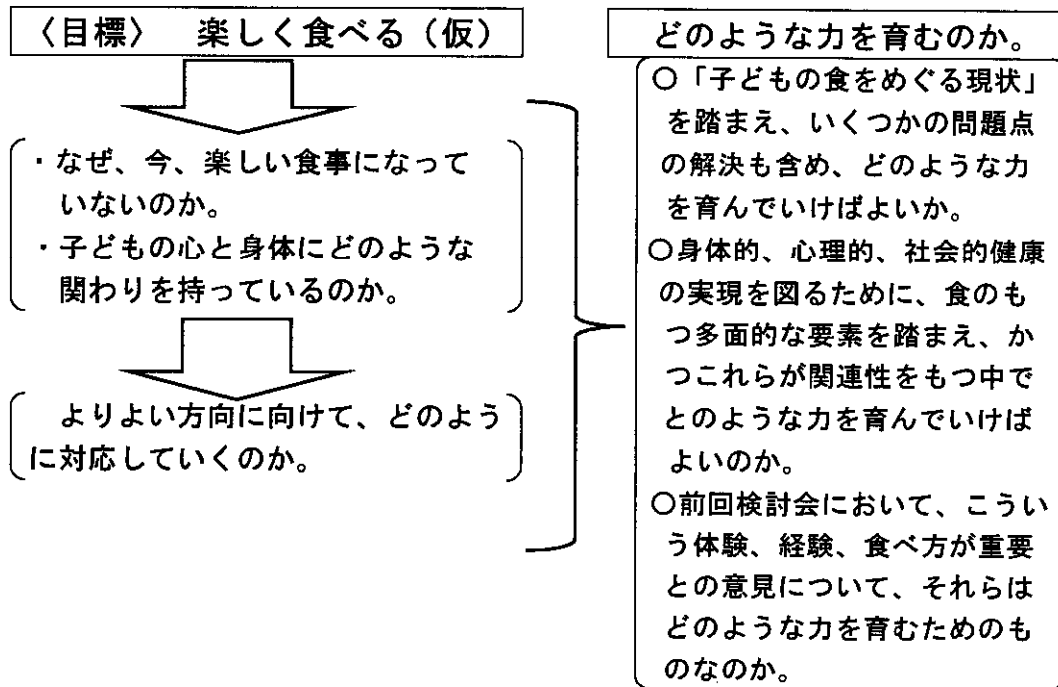 〈目標〉　楽しく食べる（仮）
・なぜ、今、楽しい食事になって
いないのか。
・子どもの心と身体にどのような
関わりを持っているのか。
よりよい方向に向けて、どのよう
に対応していくのか。
どのような力を育むのか。
○「子どもの食をめぐる現状」
を踏まえ、いくつかの問題点
の解決も含め、どのような力
を育んでいけばよいか。
○身体的、心理的、社会的健康
の実現を図るために、食のも
つ多面的な要素を踏まえ、か
つこれらが関連性をもつ中で
とのような力を育んでいけば
よいのか。
○前回検討会において、こうい
う体験、経験、食べ方が重要
との意見について、それらは
どのような力を育むためのも
のなのか。